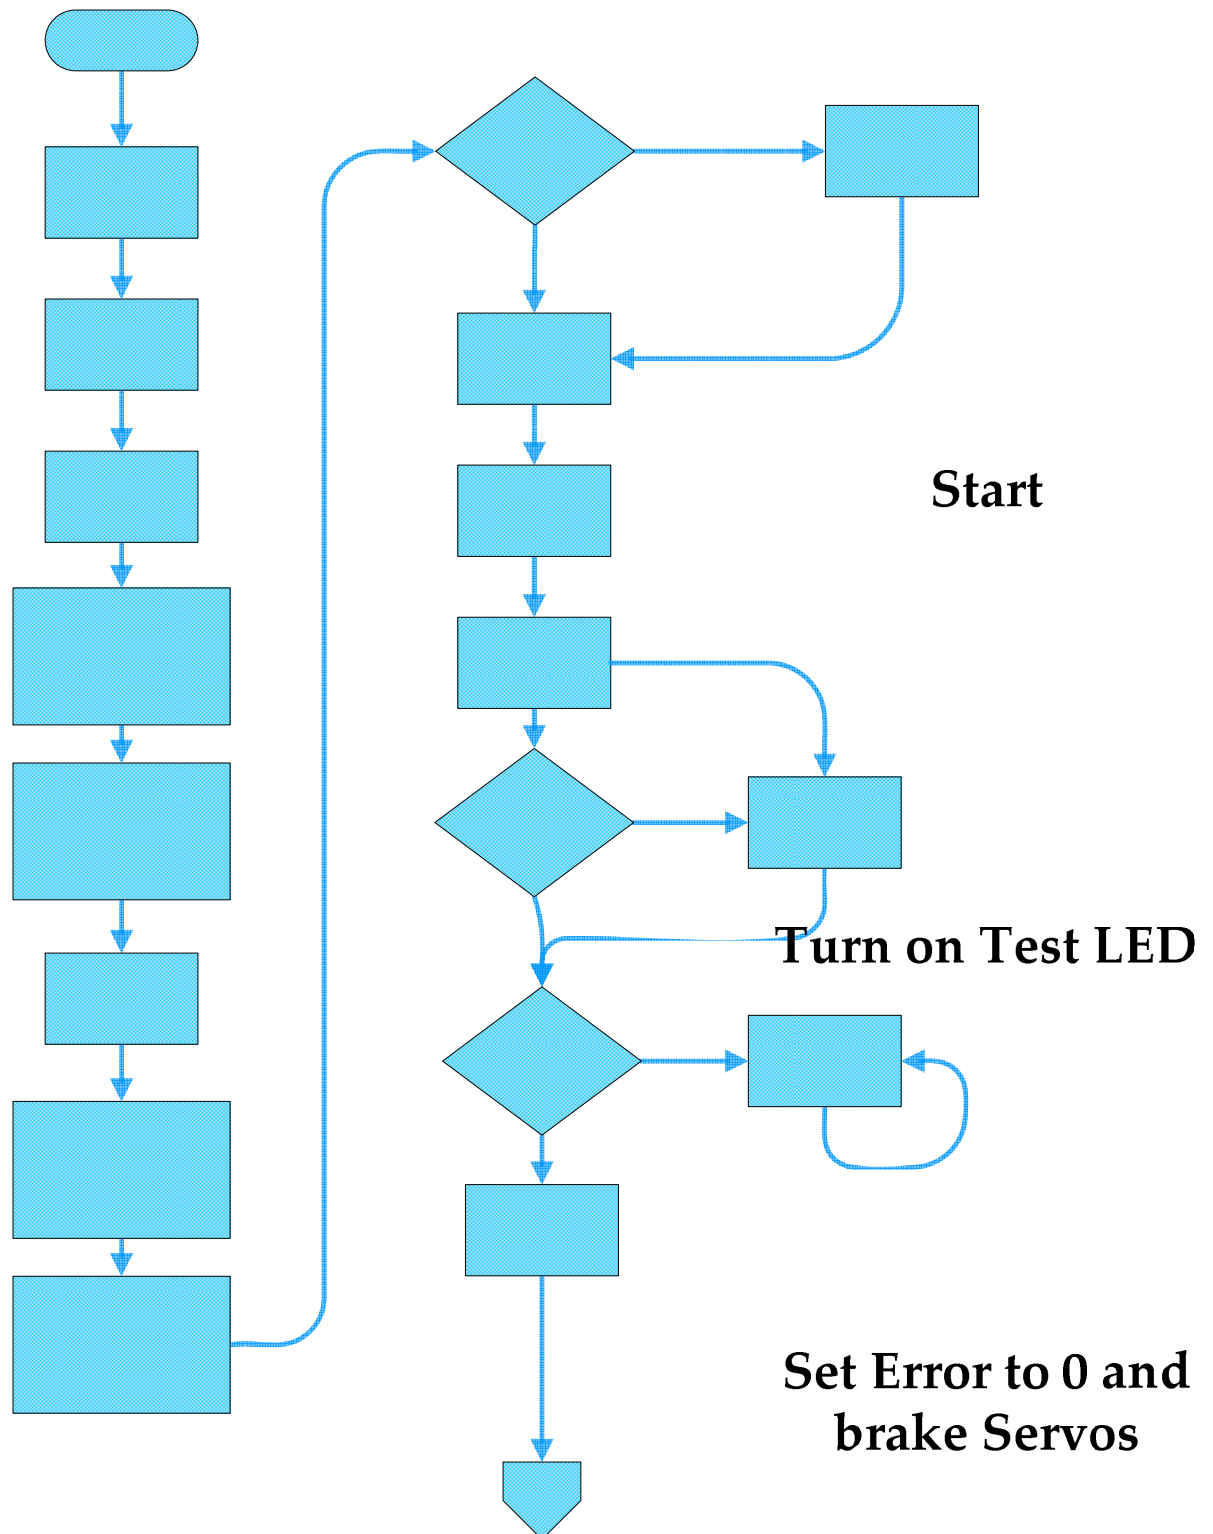 Start
Turn on Test LED
Set Error to 0 and
brake Servos